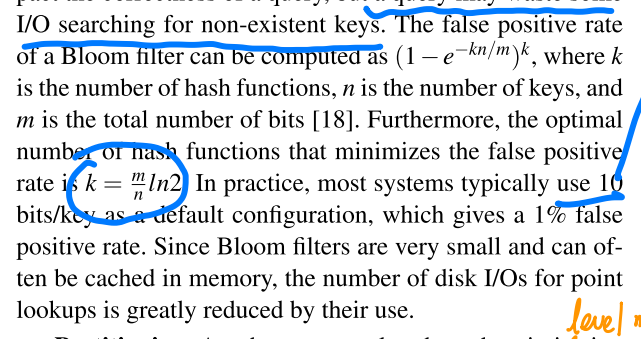 I/O searching for non-existent keys. The false positive rate
of a Bloom filter can be computed as (1 − e^{−kn/m})^k, where k
is the number of hash functions, n is the number of keys, and
m is the total number of bits [18]. Furthermore, the optimal
number of hash functions that minimizes the false positive
rate is k = \frac{m}{n}ln2. In practice, most systems typically use 10
bits/key as a default configuration, which gives a 1% false
positive rate. Since Bloom filters are very small and can of-
ten be cached in memory, the number of disk I/Os for point
lookups is greatly reduced by their use.
level